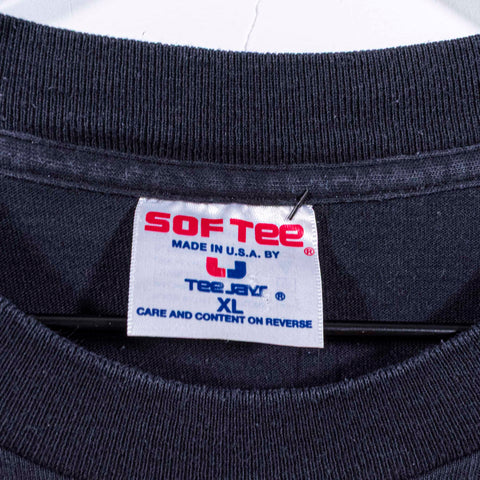 SOF TEE ®
MADE IN U.S.A. BY
TEE JAYS ®
XL
CARE AND CONTENT ON REVERSE